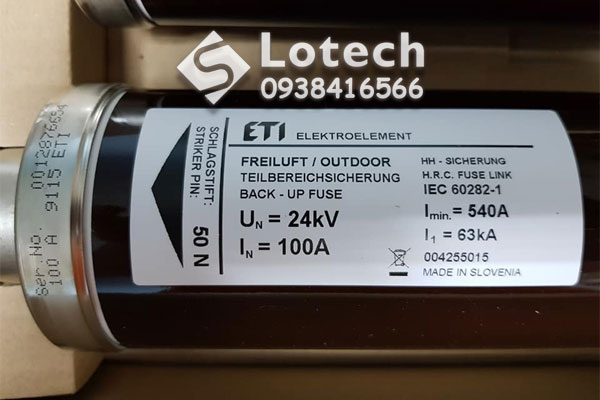 Lotech
0938416566
Ser.No. 0012876694
100 A 9115 ETI
SCHLAGSTIFT:
STRIKER PIN:
50 N
ETI ELEKTROELEMENT
FREILUFT / OUTDOOR
TEILBEREICHSICHERUNG
BACK - UP FUSE
UN = 24kV
IN = 100A
HH - SICHERUNG
H.R.C. FUSE LINK
IEC 60282-1
Imin. = 540A
I1 = 63kA
004255015
MADE IN SLOVENIA